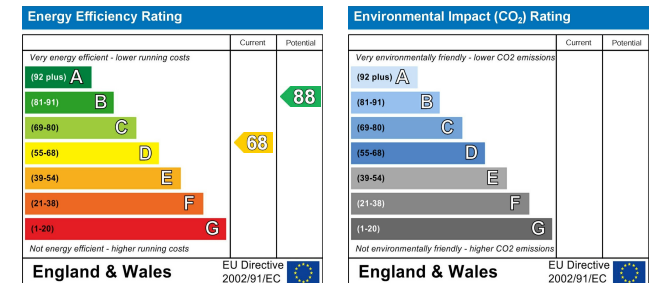 Energy Efficiency Rating
Current Potential
Very energy efficient - lower running costs
(92 plus) A
(81-91) B
88
(69-80) C
68
(55-68) D
(39-54) E
(21-38) F
(1-20) G
Not energy efficient - higher running costs
England & Wales
EU Directive
2002/91/EC
Environmental Impact (CO₂) Rating
Current Potential
Very environmentally friendly - lower CO2 emissions
(92 plus) A
(81-91) B
(69-80) C
(55-68) D
(39-54) E
(21-38) F
(1-20) G
Not environmentally friendly - higher CO2 emissions
England & Wales
EU Directive
2002/91/EC